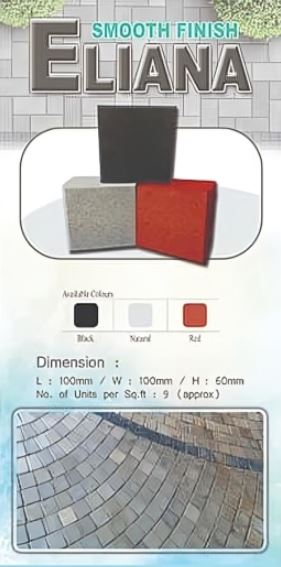 SMOOTH FINISH
ELIANA
Available Colours
Black Natural Red
Dimension :
L : 100mm / W : 100mm / H : 60mm
No. of Units per Sq.ft : 9 (approx)